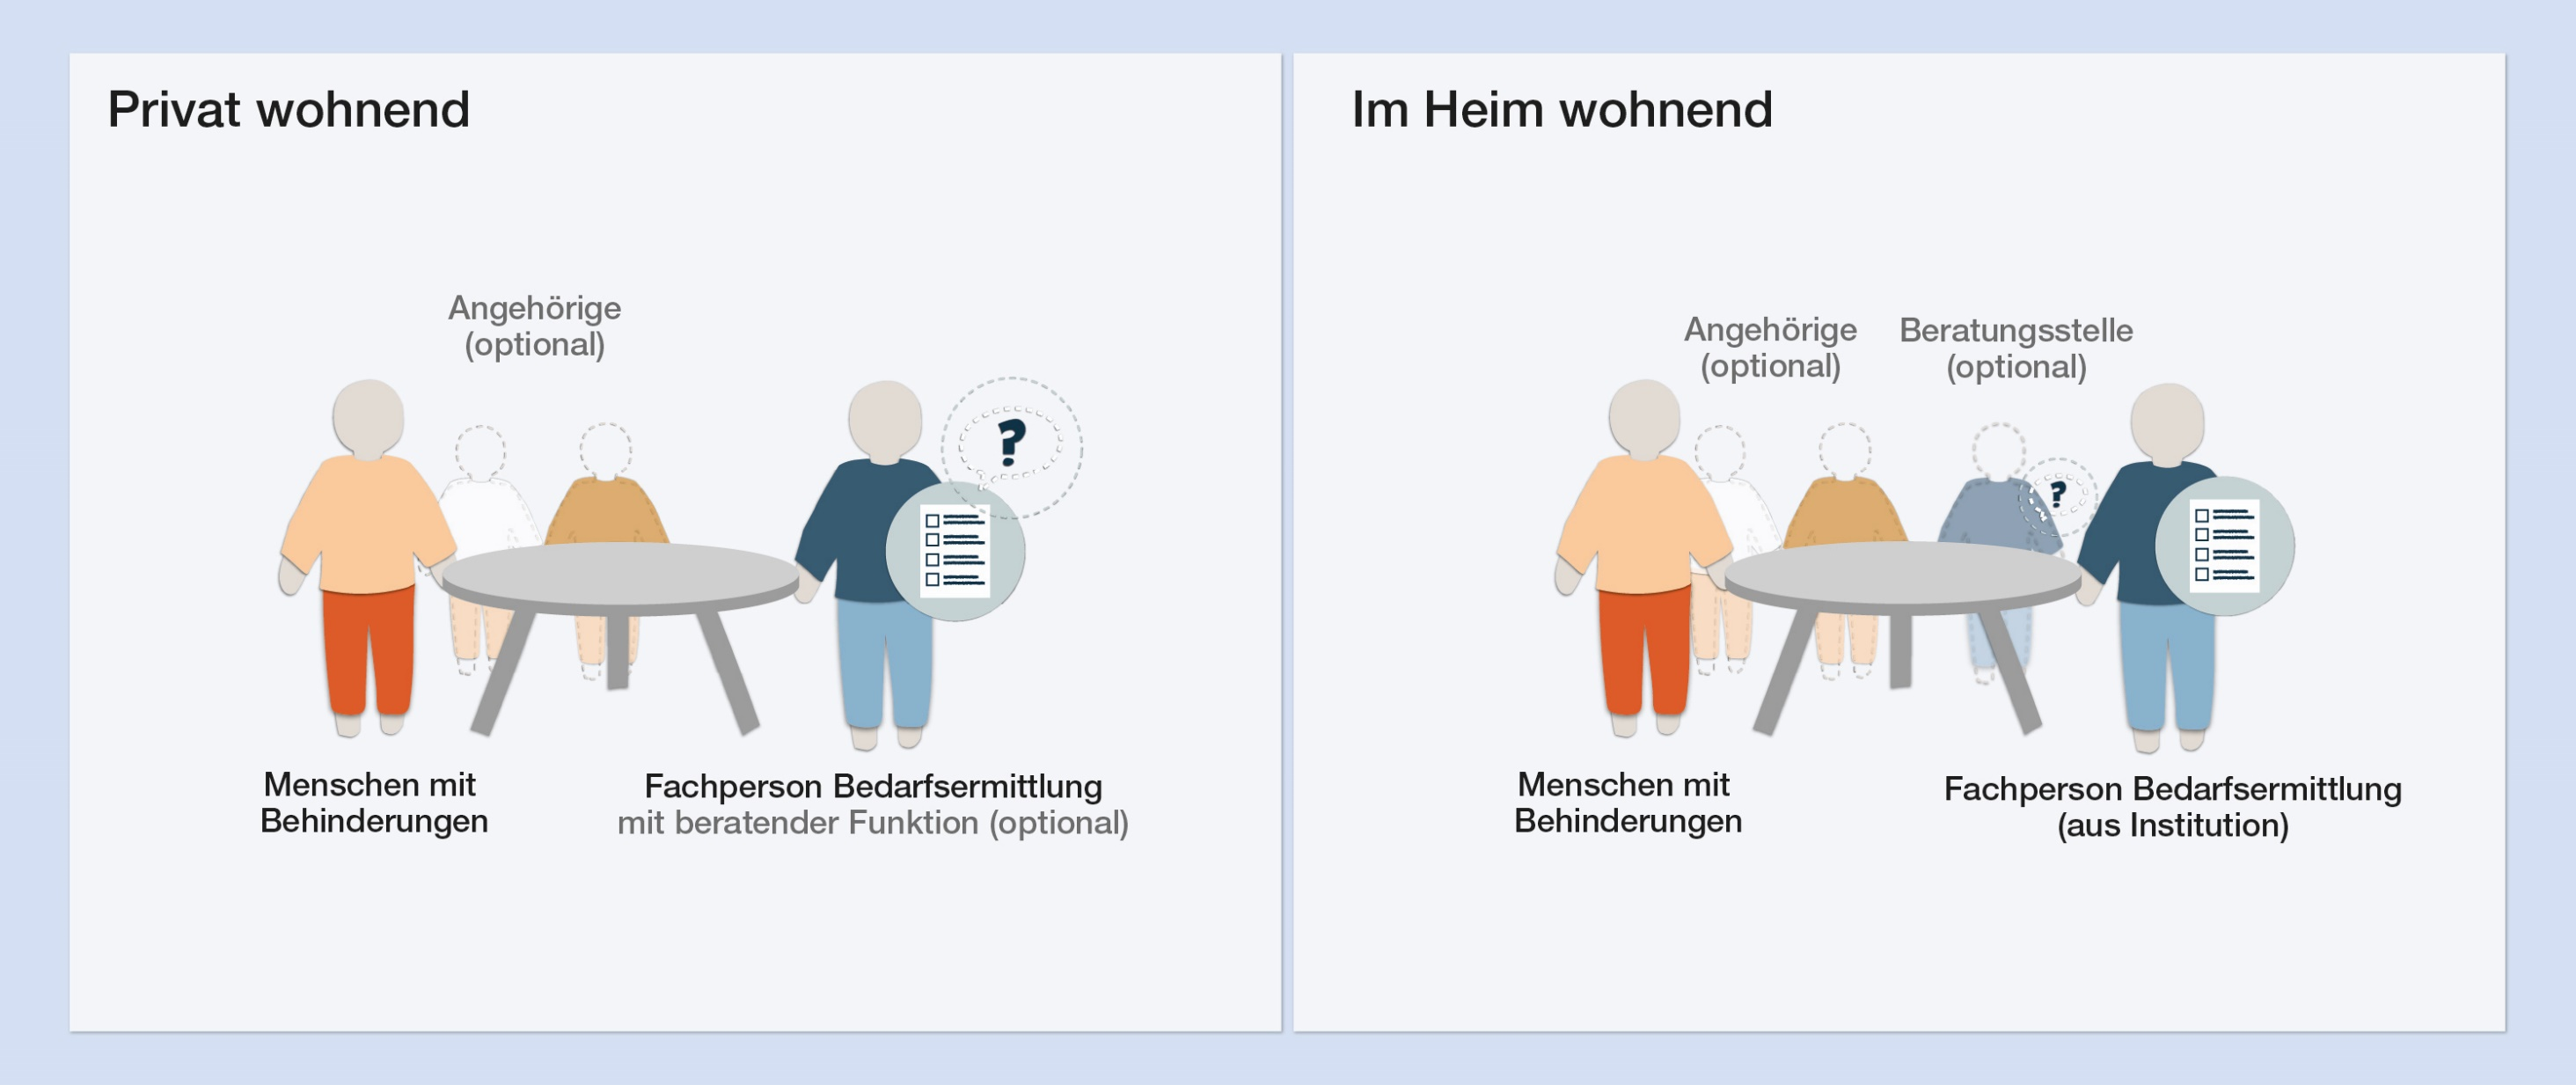 Privat wohnend
Angehörige
(optional)
?
Menschen mit
Behinderungen
Fachperson Bedarfsermittlung
mit beratender Funktion (optional)
Im Heim wohnend
Angehörige
(optional)
Beratungsstelle
(optional)
?
Menschen mit
Behinderungen
Fachperson Bedarfsermittlung
(aus Institution)